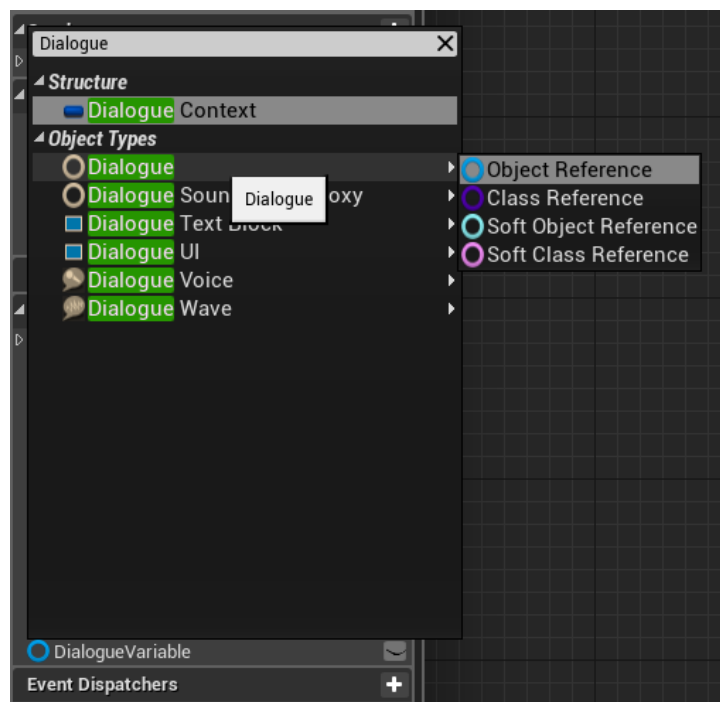 Dialogue
Structure
Dialogue Context
Object Types
Dialogue
Object Reference
Dialogue Soun oxy
Dialogue
Class Reference
Dialogue Text Block
Soft Object Reference
Dialogue UI
Soft Class Reference
Dialogue Voice
Dialogue Wave
DialogueVariable
Event Dispatchers